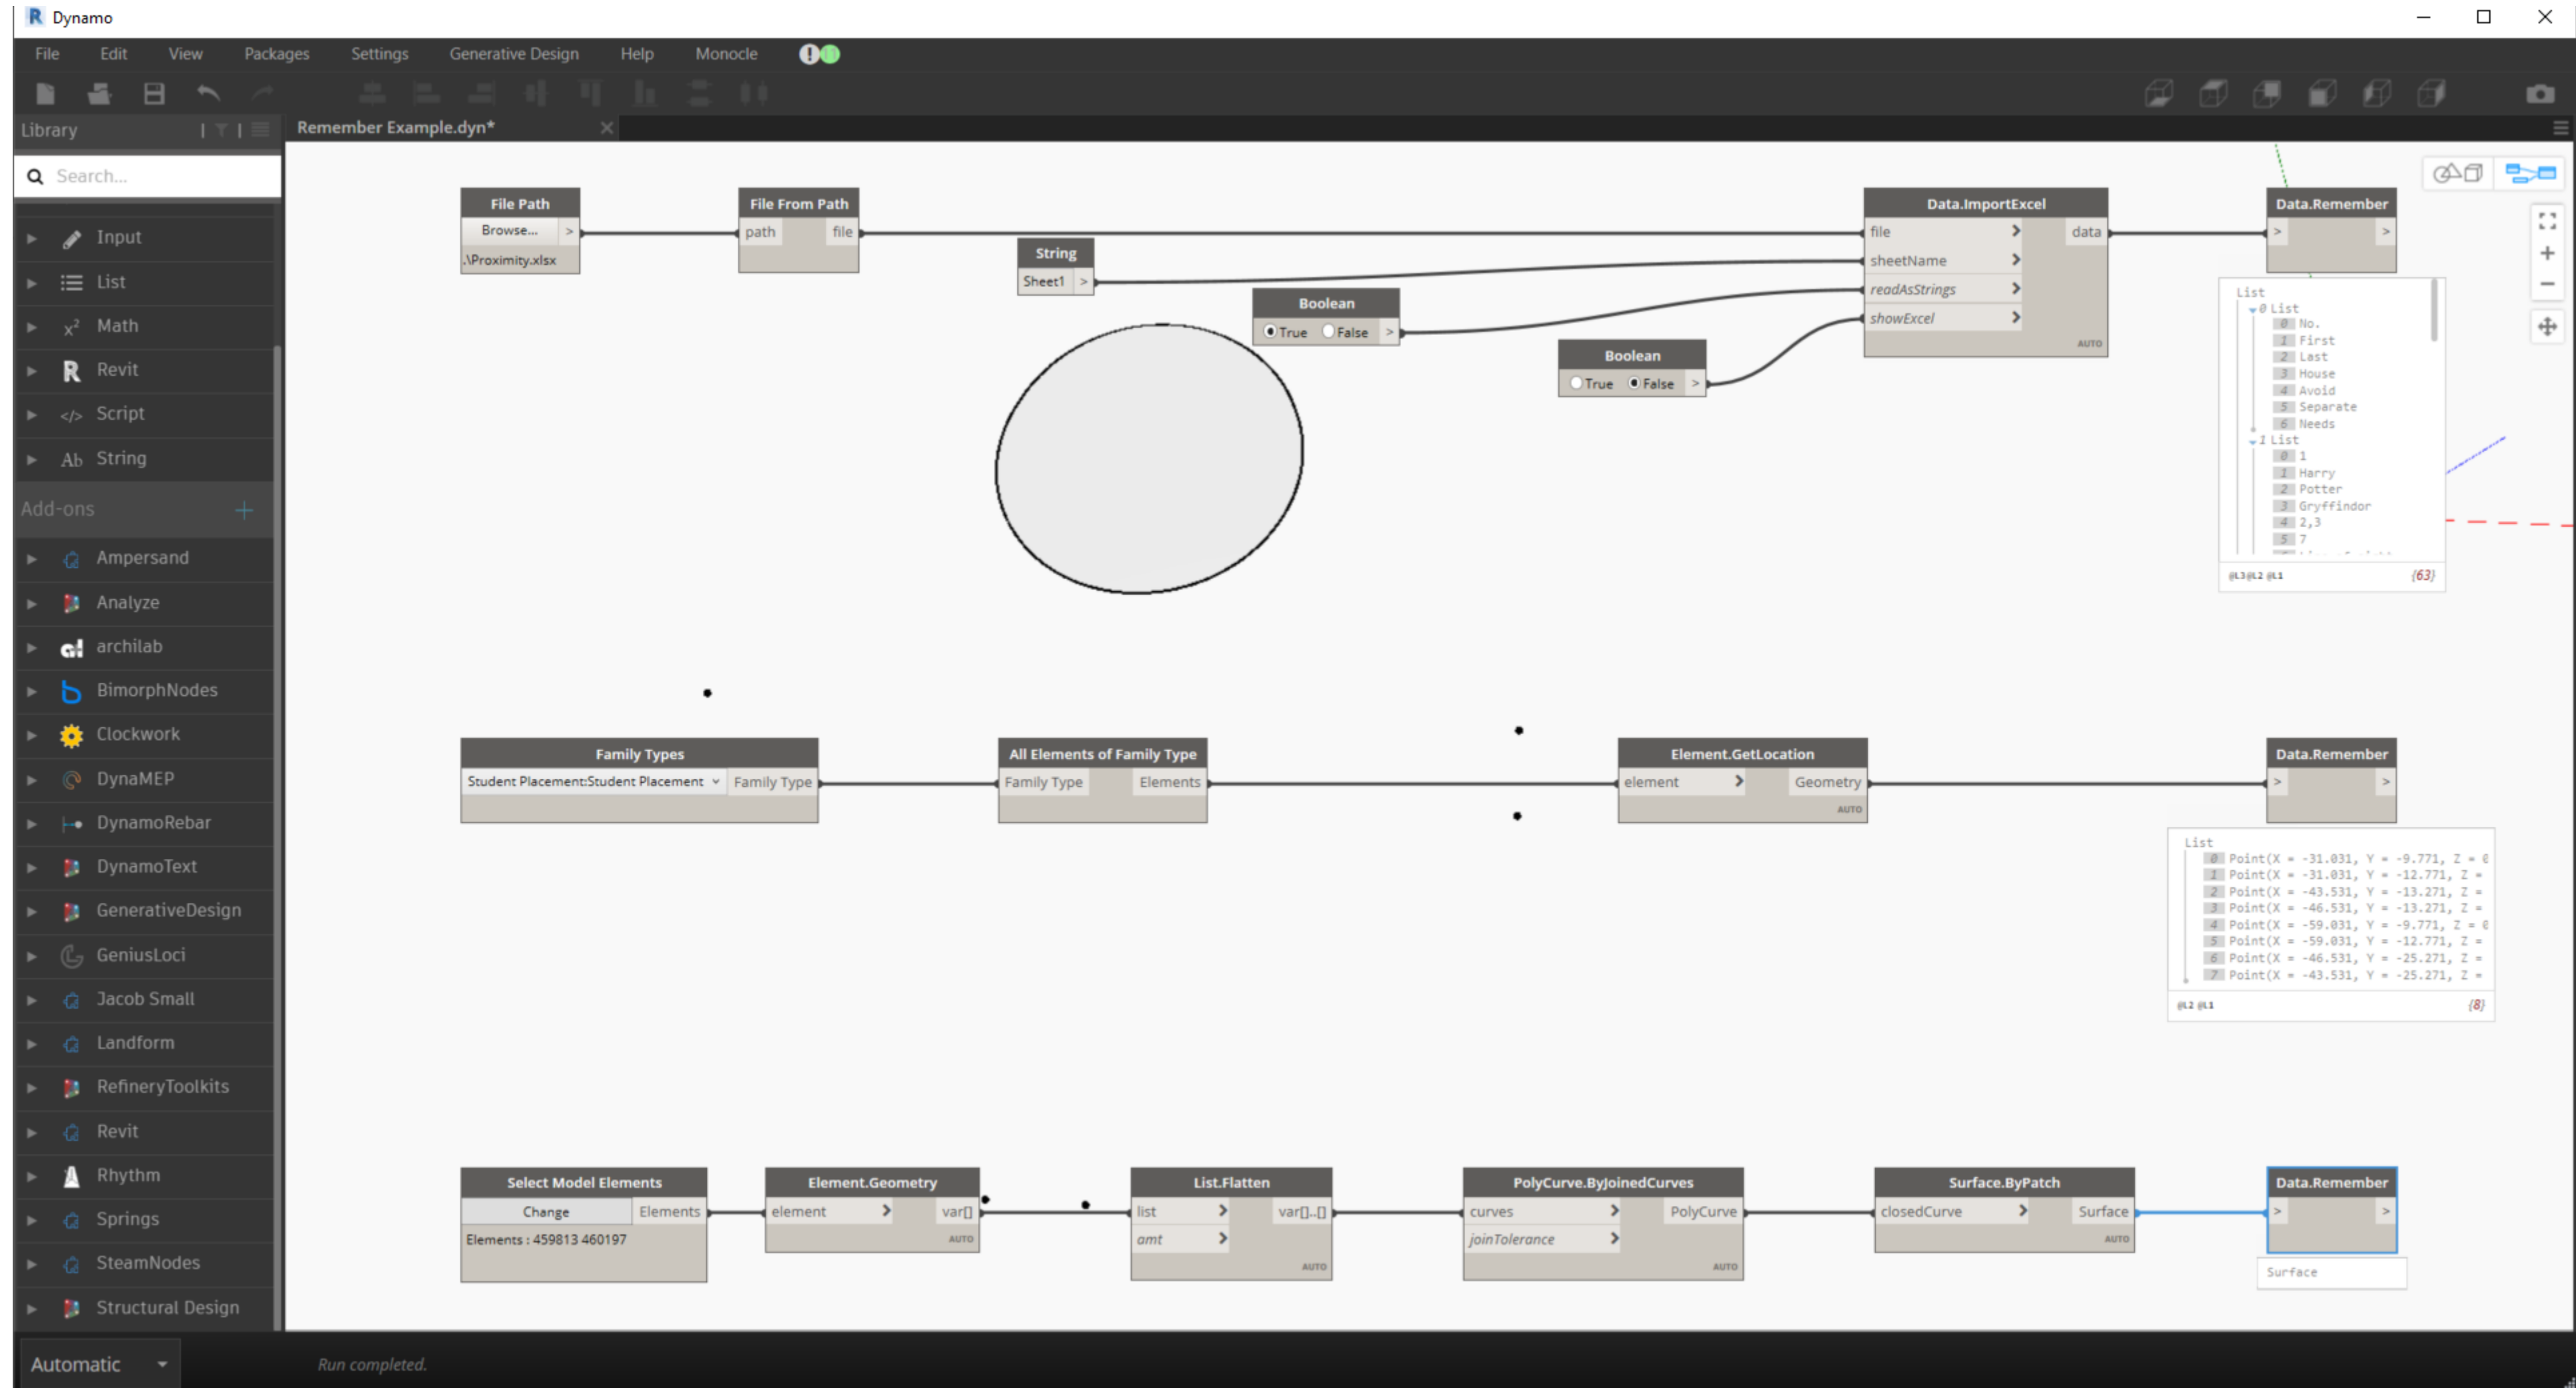 Dynamo
File Edit View Packages Settings Generative Design Help Monocle
Library
Remember Example.dyn*
Search...
Input
List
Math
Revit
Script
String
Add-ons
Ampersand
Analyze
archilab
BimorphNodes
Clockwork
DynaMEP
DynamoRebar
DynamoText
GenerativeDesign
GeniusLoci
Jacob Small
Landform
RefineryToolkits
Revit
Rhythm
Springs
SteamNodes
Structural Design
Automatic
Run completed.
File Path
Browse... >
.\Proximity.xlsx
File From Path
path file
String
Sheet1 >
Boolean
True False >
Boolean
True False >
Data.ImportExcel
file > data
sheetName >
readAsStrings >
showExcel >
AUTO
Data.Remember
> >
List
0 List
0 No.
1 First
2 Last
3 House
4 Avoid
5 Separate
6 Needs
1 List
0 1
1 Harry
2 Potter
3 Gryffindor
4 2,3
5 7
@L3 @L2 @L1 {63}
Family Types
Student Placement:Student Placement Family Type
All Elements of Family Type
Family Type Elements
Element.GetLocation
element > Geometry
AUTO
Data.Remember
> >
List
0 Point(X = -31.031, Y = -9.771, Z = 0
1 Point(X = -31.031, Y = -12.771, Z =
2 Point(X = -43.531, Y = -13.271, Z =
3 Point(X = -46.531, Y = -13.271, Z =
4 Point(X = -59.031, Y = -9.771, Z = 0
5 Point(X = -59.031, Y = -12.771, Z =
6 Point(X = -46.531, Y = -25.271, Z =
7 Point(X = -43.531, Y = -25.271, Z =
@L2 @L1 {8}
Select Model Elements
Change Elements
Elements : 459813 460197
Element.Geometry
element > var[]
AUTO
List.Flatten
list > var[]..[]
amt >
AUTO
PolyCurve.ByJoinedCurves
curves > PolyCurve
joinTolerance >
AUTO
Surface.ByPatch
closedCurve > Surface
AUTO
Data.Remember
> >
Surface